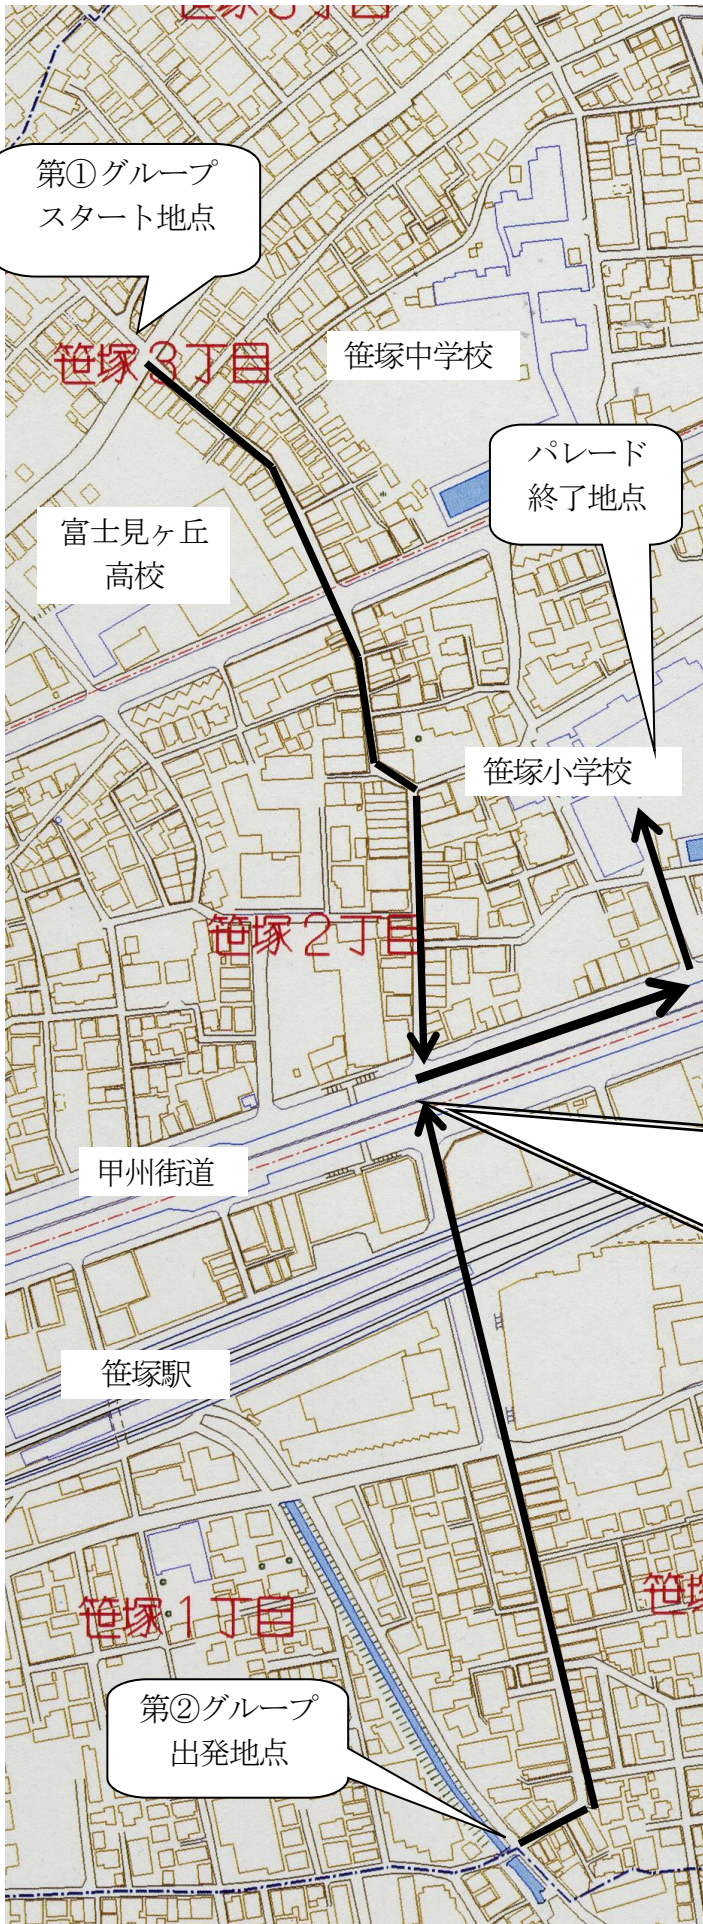 第①グループ
スタート地点
笹塚3丁目
笹塚中学校
パレード
終了地点
富士見ヶ丘
高校
笹塚小学校
笹塚2丁目
甲州街道
笹塚駅
笹塚1丁目
第②グループ
出発地点